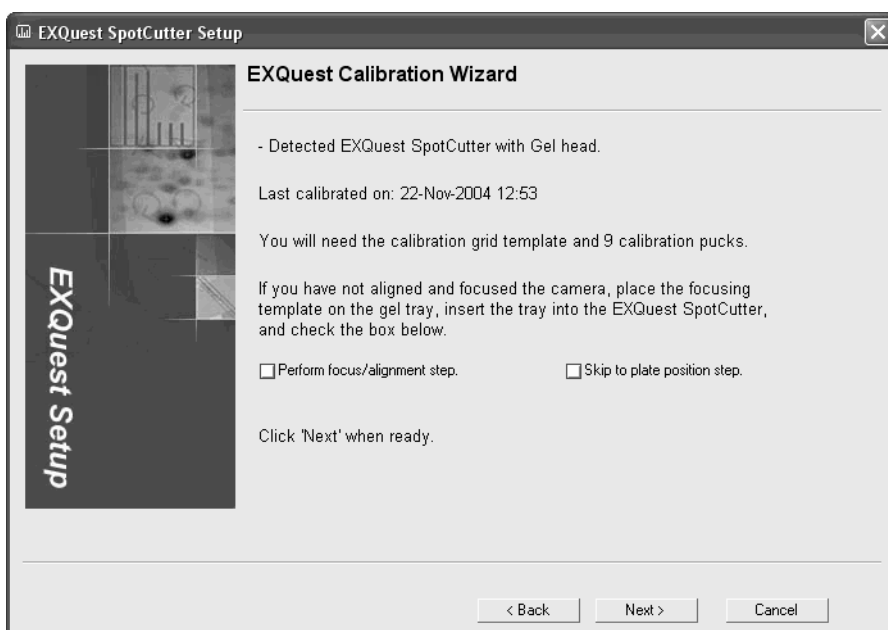 EXQuest SpotCutter Setup
EXQuest Calibration Wizard
- Detected EXQuest SpotCutter with Gel head.
Last calibrated on: 22-Nov-2004 12:53
You will need the calibration grid template and 9 calibration pucks.
If you have not aligned and focused the camera, place the focusing
template on the gel tray, insert the tray into the EXQuest SpotCutter,
and check the box below.
Perform focus/alignment step.
Skip to plate position step.
Click 'Next' when ready.
EXQuest Setup
< Back
Next >
Cancel